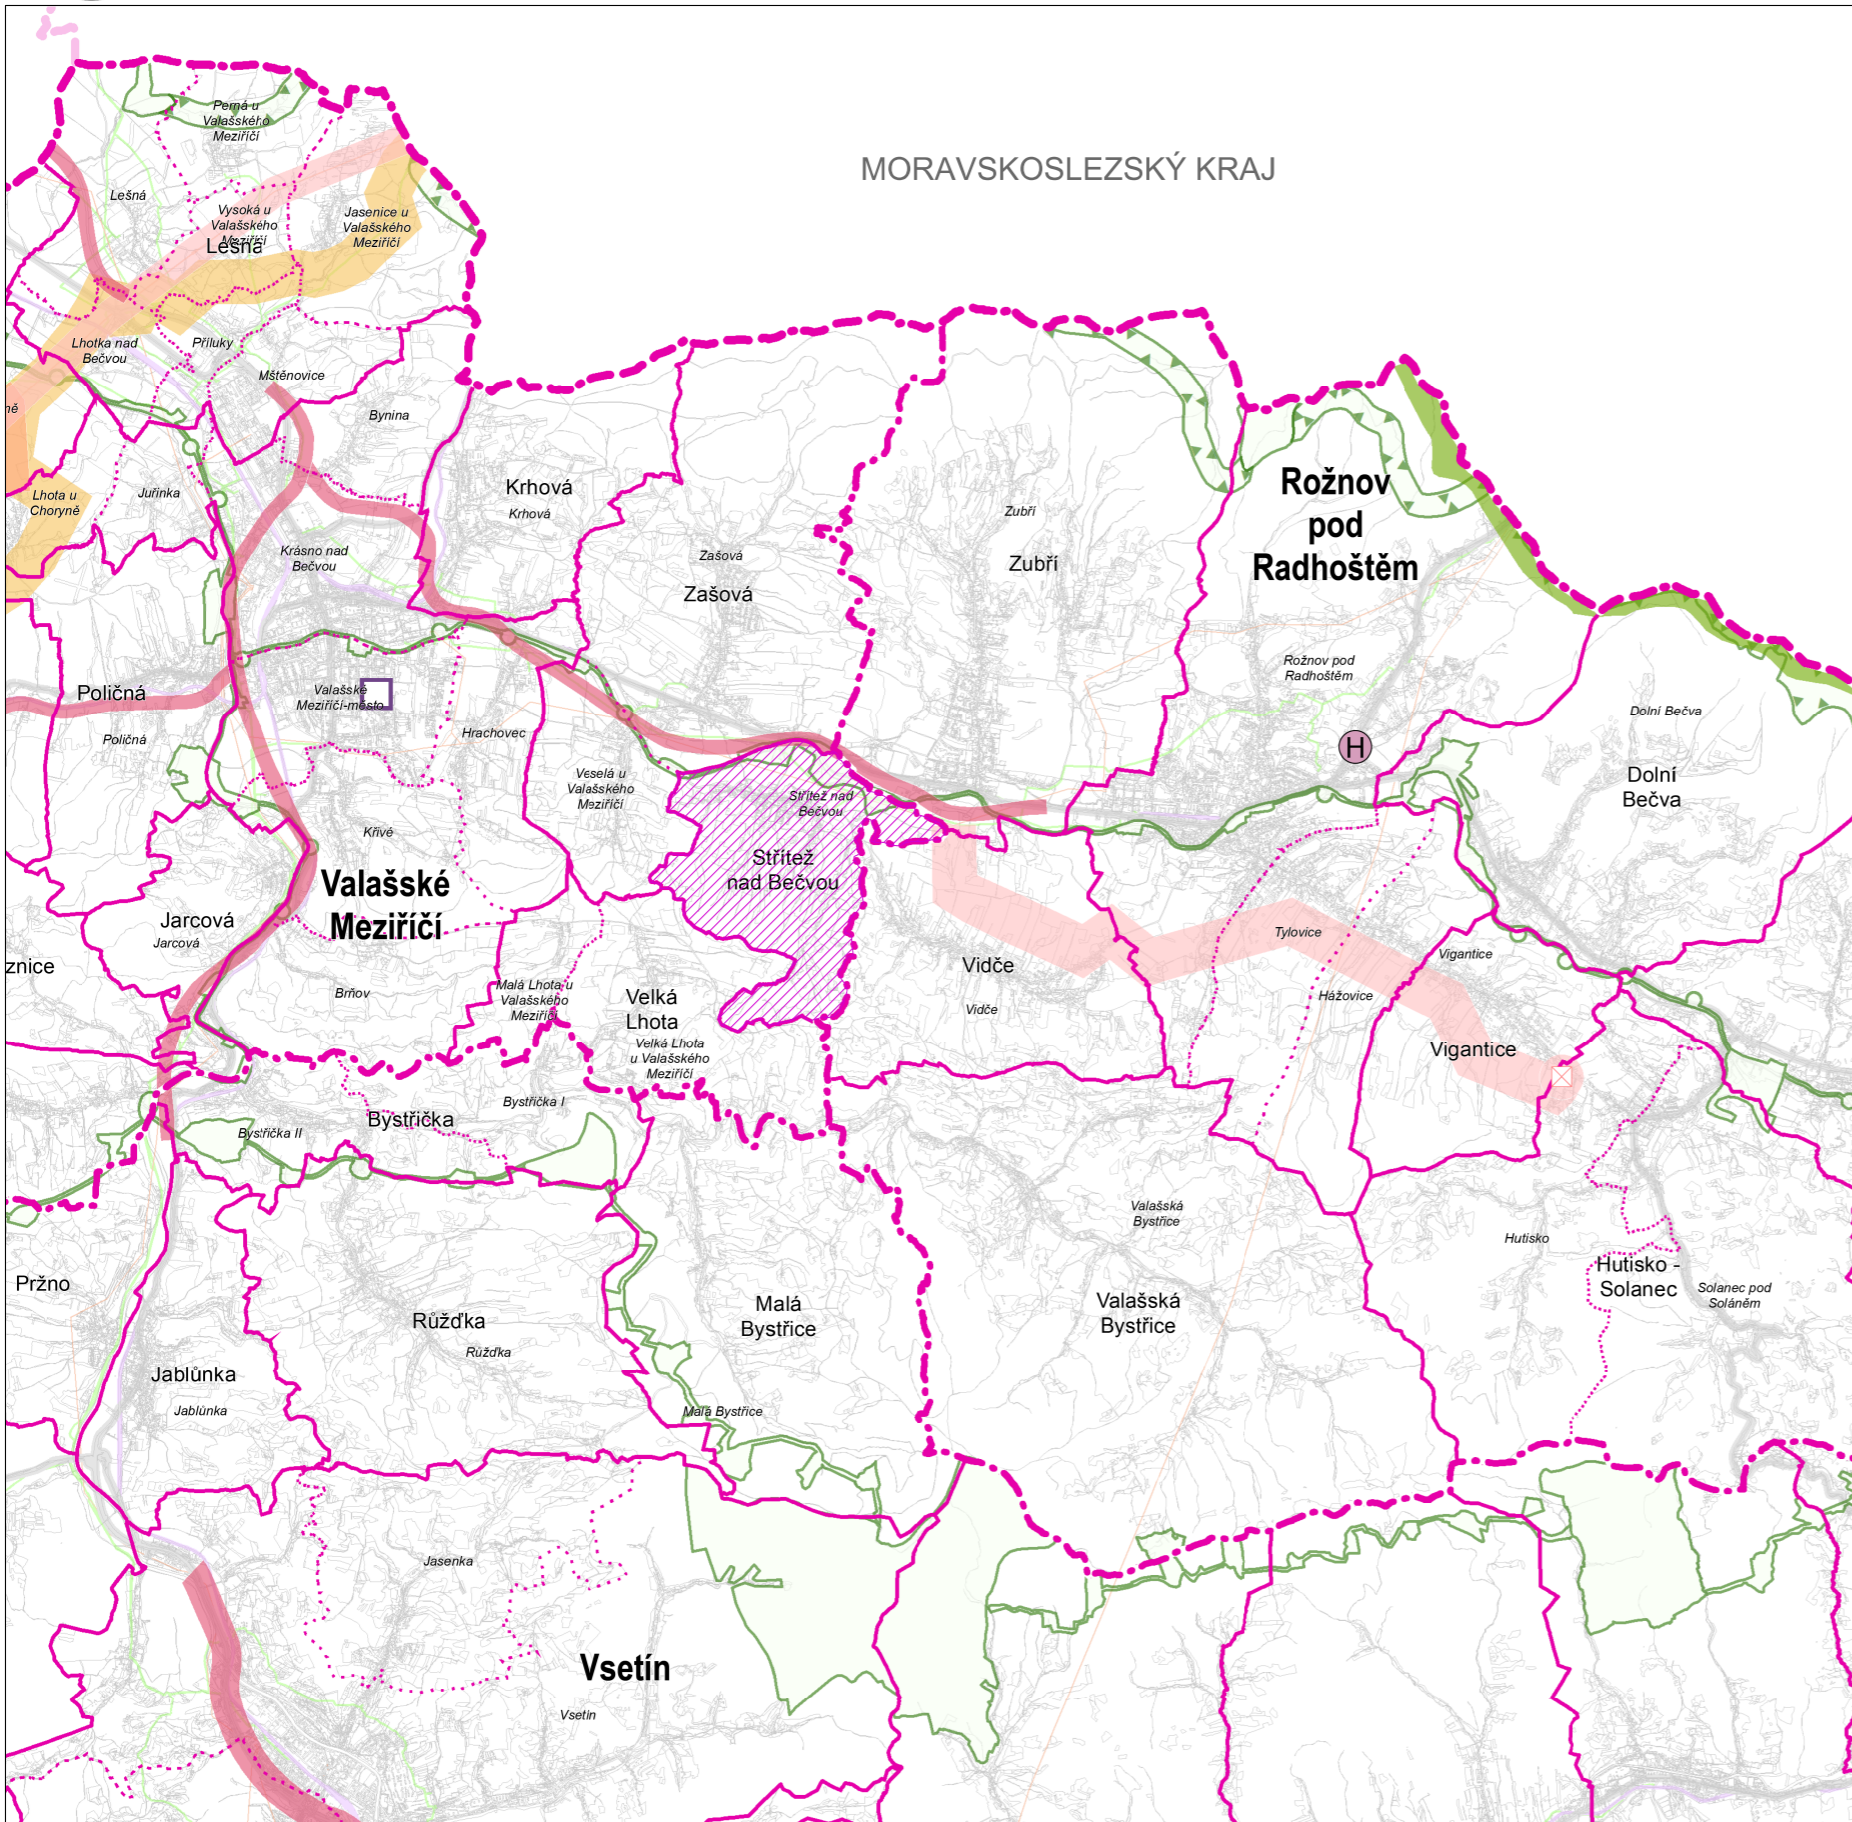 MORAVSKOSLEZSKÝ KRAJ
Perná u
Valašského
Meziříčí
Lešná
Vysoká u
Valašského
Meziříčí
Lešná
Jasenice u
Valašského
Meziříčí
Lhotka nad
Bečvou
Příluky
Mštěnovice
Bynina
ně
Lhota u
Choryně
Juřinka
Krhová
Krhová
Krásno nad
Bečvou
Zašová
Zašová
Zubří
Zubří
Rožnov
pod
Radhoštěm
Rožnov pod
Radhoštěm
H
Dolní Bečva
Dolní
Bečva
Poličná
Poličná
Valašské
Meziříčí-město
Hrachovec
Veselá u
Valašského
Meziříčí
Střítež nad
Bečvou
Střítež
nad Bečvou
Křivé
Valašské
Meziříčí
Jarcová
Jarcová
znice
Brňov
Malá Lhota u
Valašského
Meziříčí
Velká
Lhota
Velká Lhota
u Valašského
Meziříčí
Vidče
Vidče
Tylovice
Hážovice
Vigantice
Vigantice
Bystřička I
Bystřička
Bystřička II
Valašská
Bystřice
Valašská
Bystřice
Hutisko
Hutisko -
Solanec
Solanec pod
Soláněm
Pržno
Růžďka
Růžďka
Malá
Bystřice
Malá Bystřice
Jablůnka
Jablůnka
Jasenka
Vsetín
Vsetín